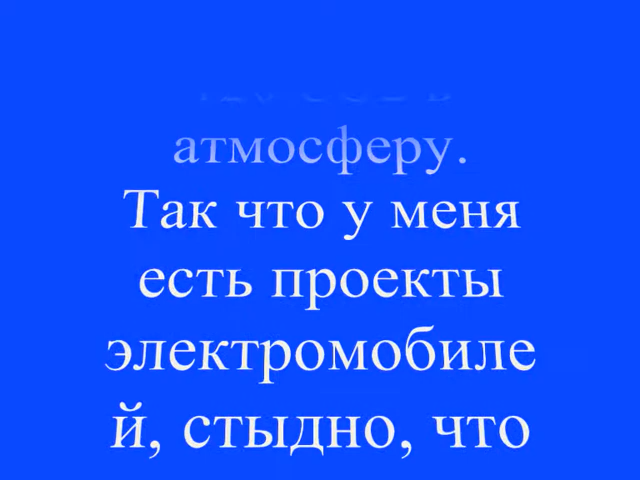 атмосферу.
Так что у меня
есть проекты
электромобиле
й, стыдно, что